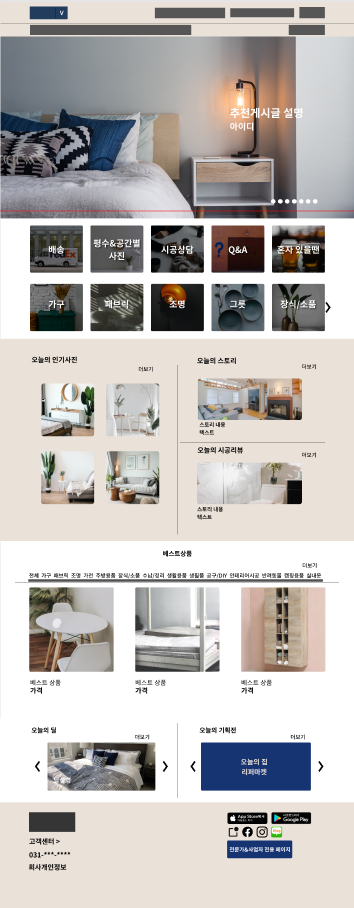 V
추천게시글 설명
아이디
배송
평수&공간별
사진
시공상담
Q&A
혼자 있을땐
가구
패브릭
조명
그릇
장식/소품
오늘의 인기사진
더보기
오늘의 스토리
더보기
스토리 내용
텍스트
오늘의 시공리뷰
더보기
스토리 내용
텍스트
베스트상품
더보기
전체 가구 패브릭 조명 가전 주방용품 장식/소품 수납/정리 생활용품 생필품 공구/DIY 인테리어시공 반려동물 캠핑용품 실내운
베스트 상품
가격
베스트 상품
가격
베스트 상품
가격
오늘의 딜
더보기
오늘의 기획전
더보기
오늘의 집
리퍼마켓
고객센터 >
031-***-****
회사개인정보
App Store에서
Google Play
전문가&사업자 전용 페이지